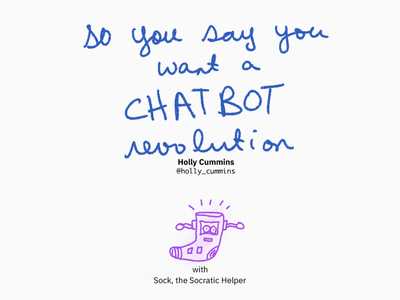 so you say you
want a
CHATBOT
revolution
Holly Cummins
@holly_cummins
with
Sock, the Socratic Helper